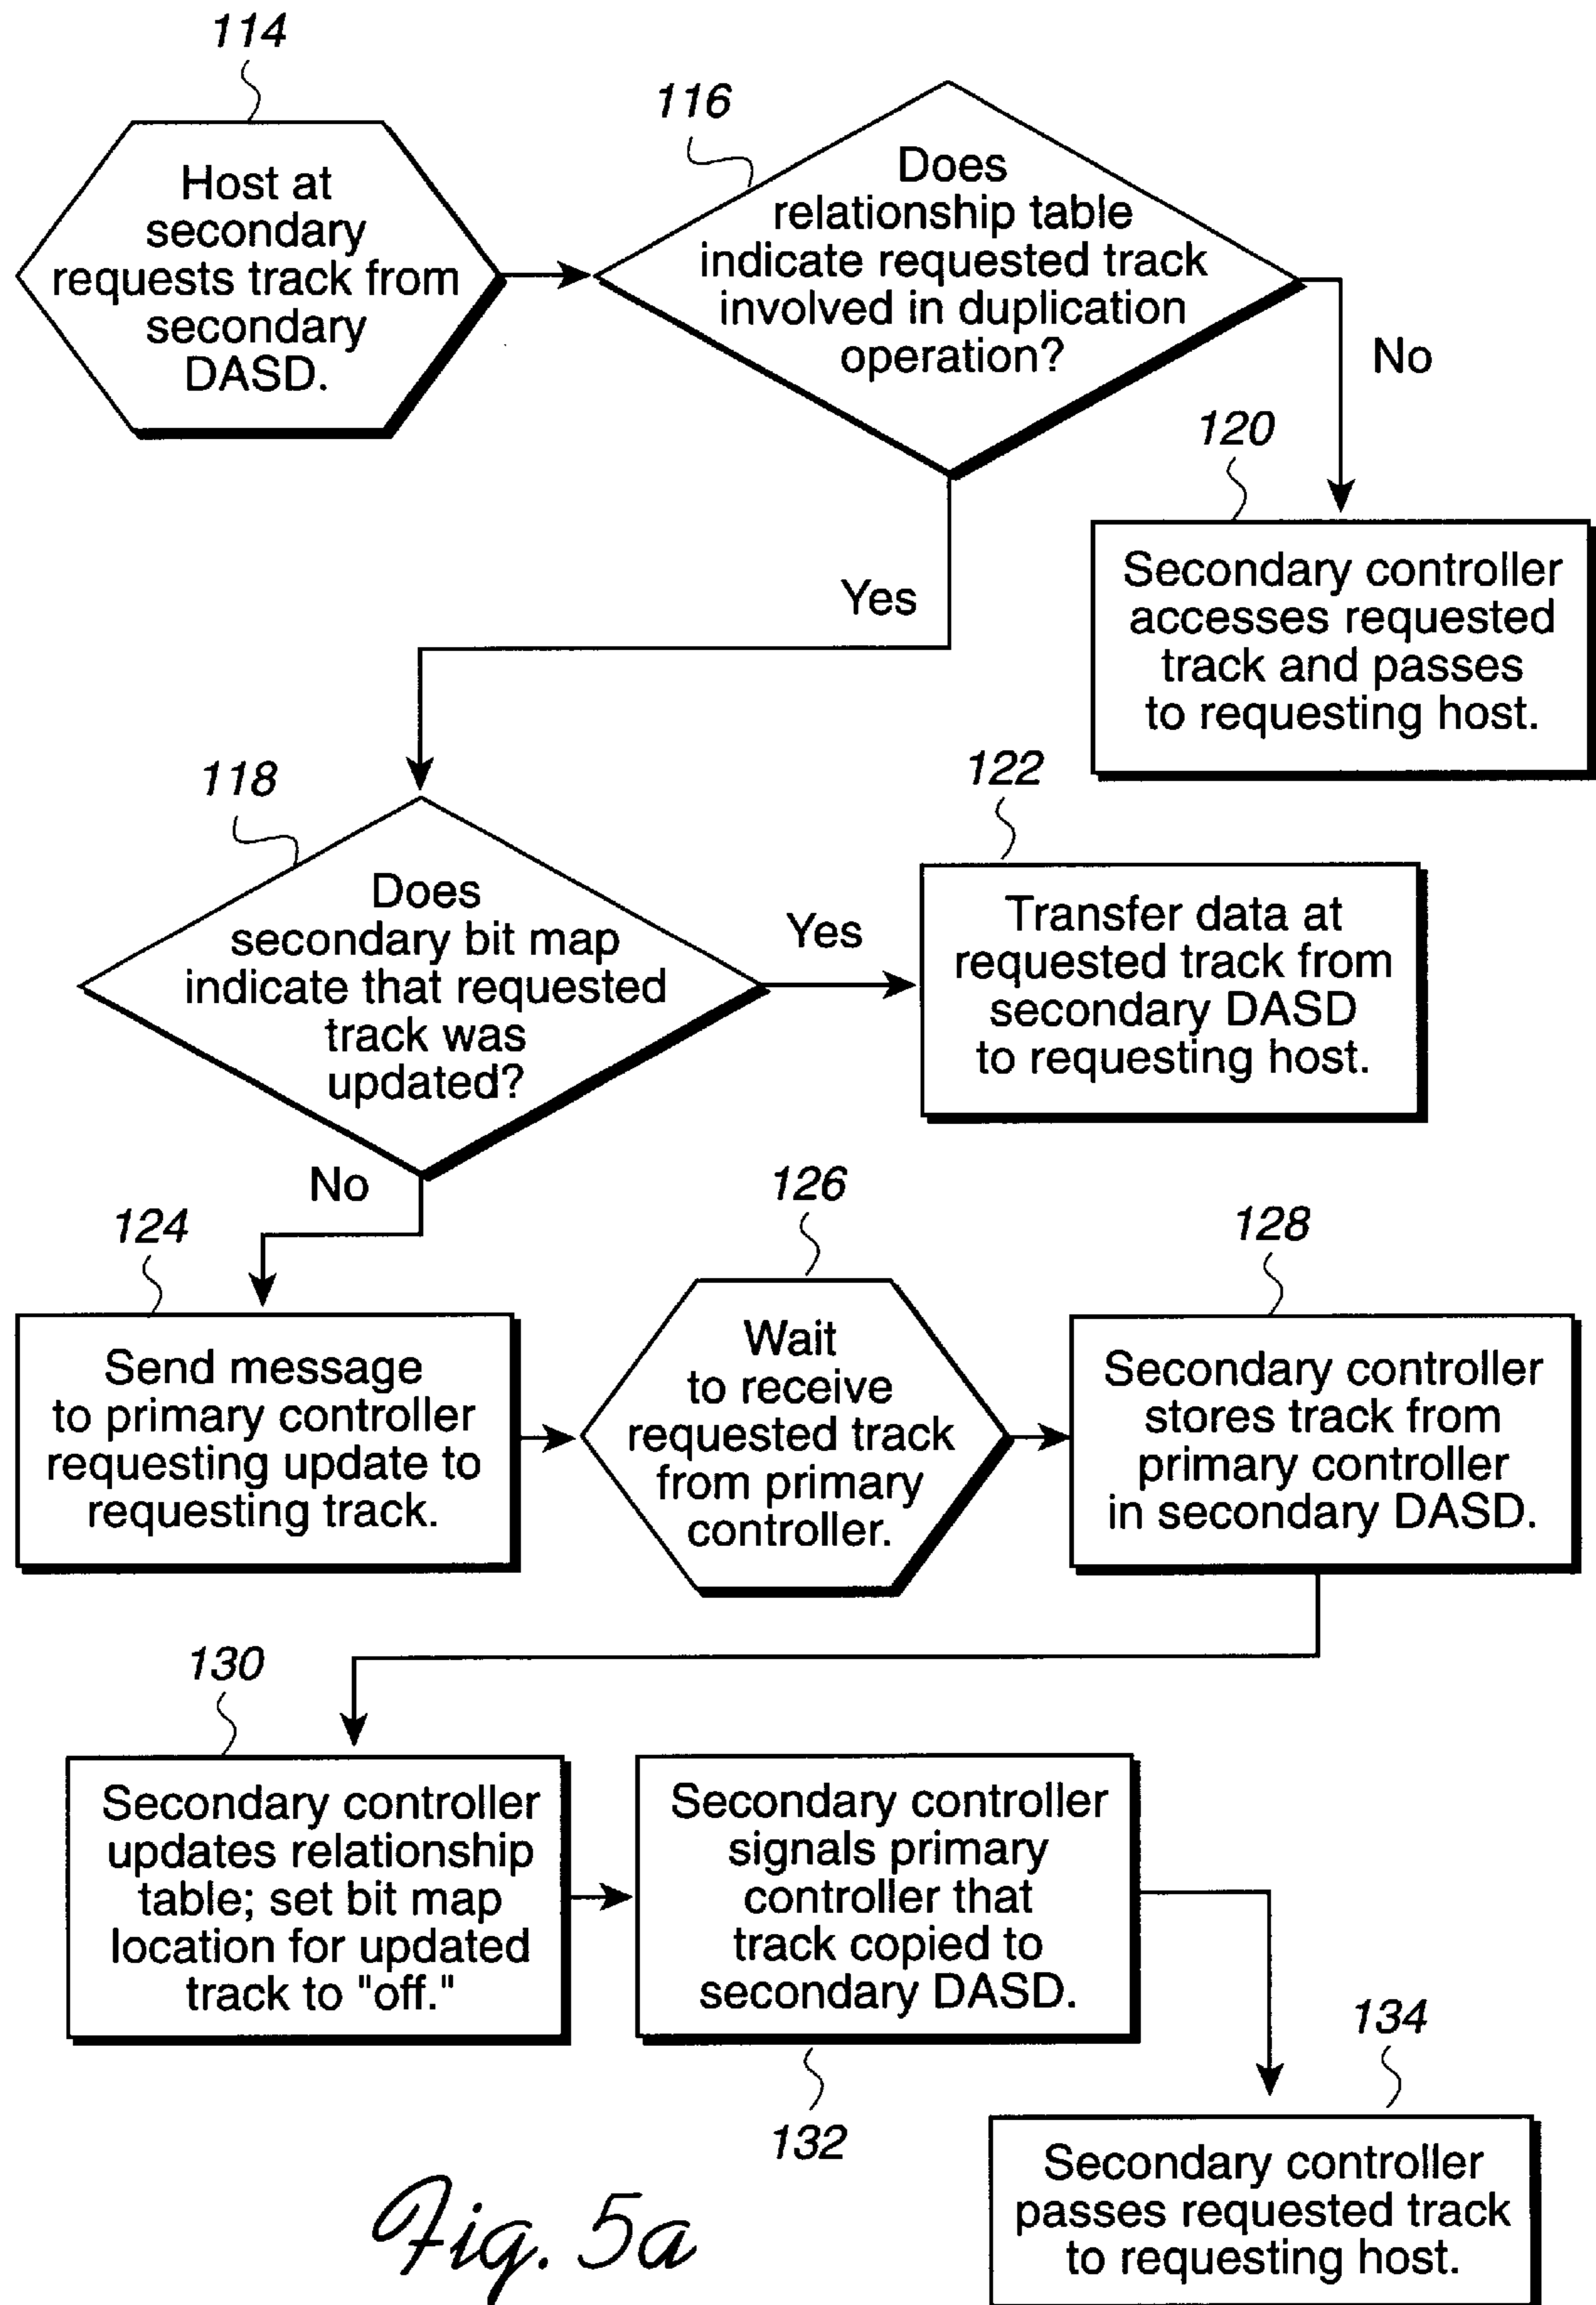 114
Host at
secondary
requests track from
secondary
DASD.
116
Does
relationship table
indicate requested track
involved in duplication
operation?
No
120
Secondary controller
accesses requested
track and passes
to requesting host.
Yes
118
Does
secondary bit map
indicate that requested
track was
updated?
Yes
122
Transfer data at
requested track from
secondary DASD
to requesting host.
No
124
Send message
to primary controller
requesting update to
requesting track.
126
Wait
to receive
requested track
from primary
controller.
128
Secondary controller
stores track from
primary controller
in secondary DASD.
130
Secondary controller
updates relationship
table; set bit map
location for updated
track to "off."
Secondary controller
signals primary
controller that
track copied to
secondary DASD.
132
134
Secondary controller
passes requested track
to requesting host.
Fig. 5a